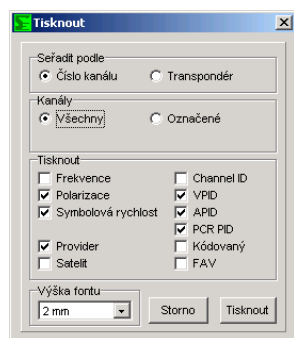 Tisknout
Seřadit podle
Číslo kanálu Transpondér
Kanály
Všechny Označené
Tisknout
Frekvence Channel ID
Polarizace VPID
Symbolová rychlost APID
PCR PID
Provider Kódovaný
Satelit FAV
Výška fontu
2 mm Storno Tisknout